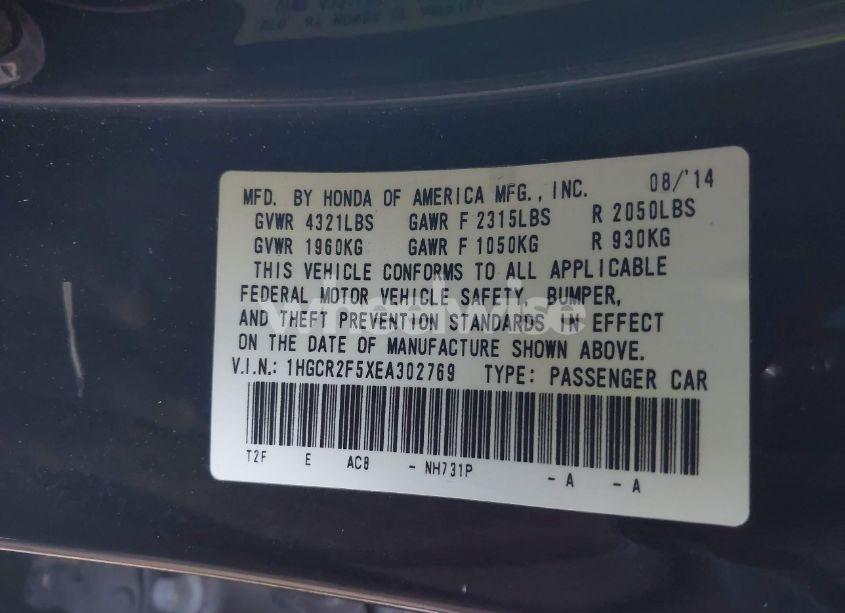 MFD. BY HONDA OF AMERICA MFG., INC. 08/'14
GVWR 4321LBS GAWR F 2315LBS R 2050LBS
GVWR 1960KG GAWR F 1050KG R 930KG
THIS VEHICLE CONFORMS TO ALL APPLICABLE
FEDERAL MOTOR VEHICLE SAFETY, BUMPER,
AND THEFT PREVENTION STANDARDS IN EFFECT
ON THE DATE OF MANUFACTURE SHOWN ABOVE.
V.I.N.: 1HGCR2F5XEA302769 TYPE: PASSENGER CAR
T2F E AC8 - NH731P - A - A